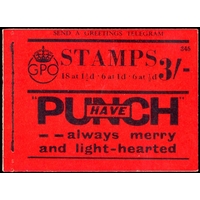 SEND A GREETINGS TELEGRAM
245
GPO
STAMPS 3/-
18 at 1½d · 6 at 1d · 6 at ½d
"PUNCH"
HAVE
--always merry
and light-hearted